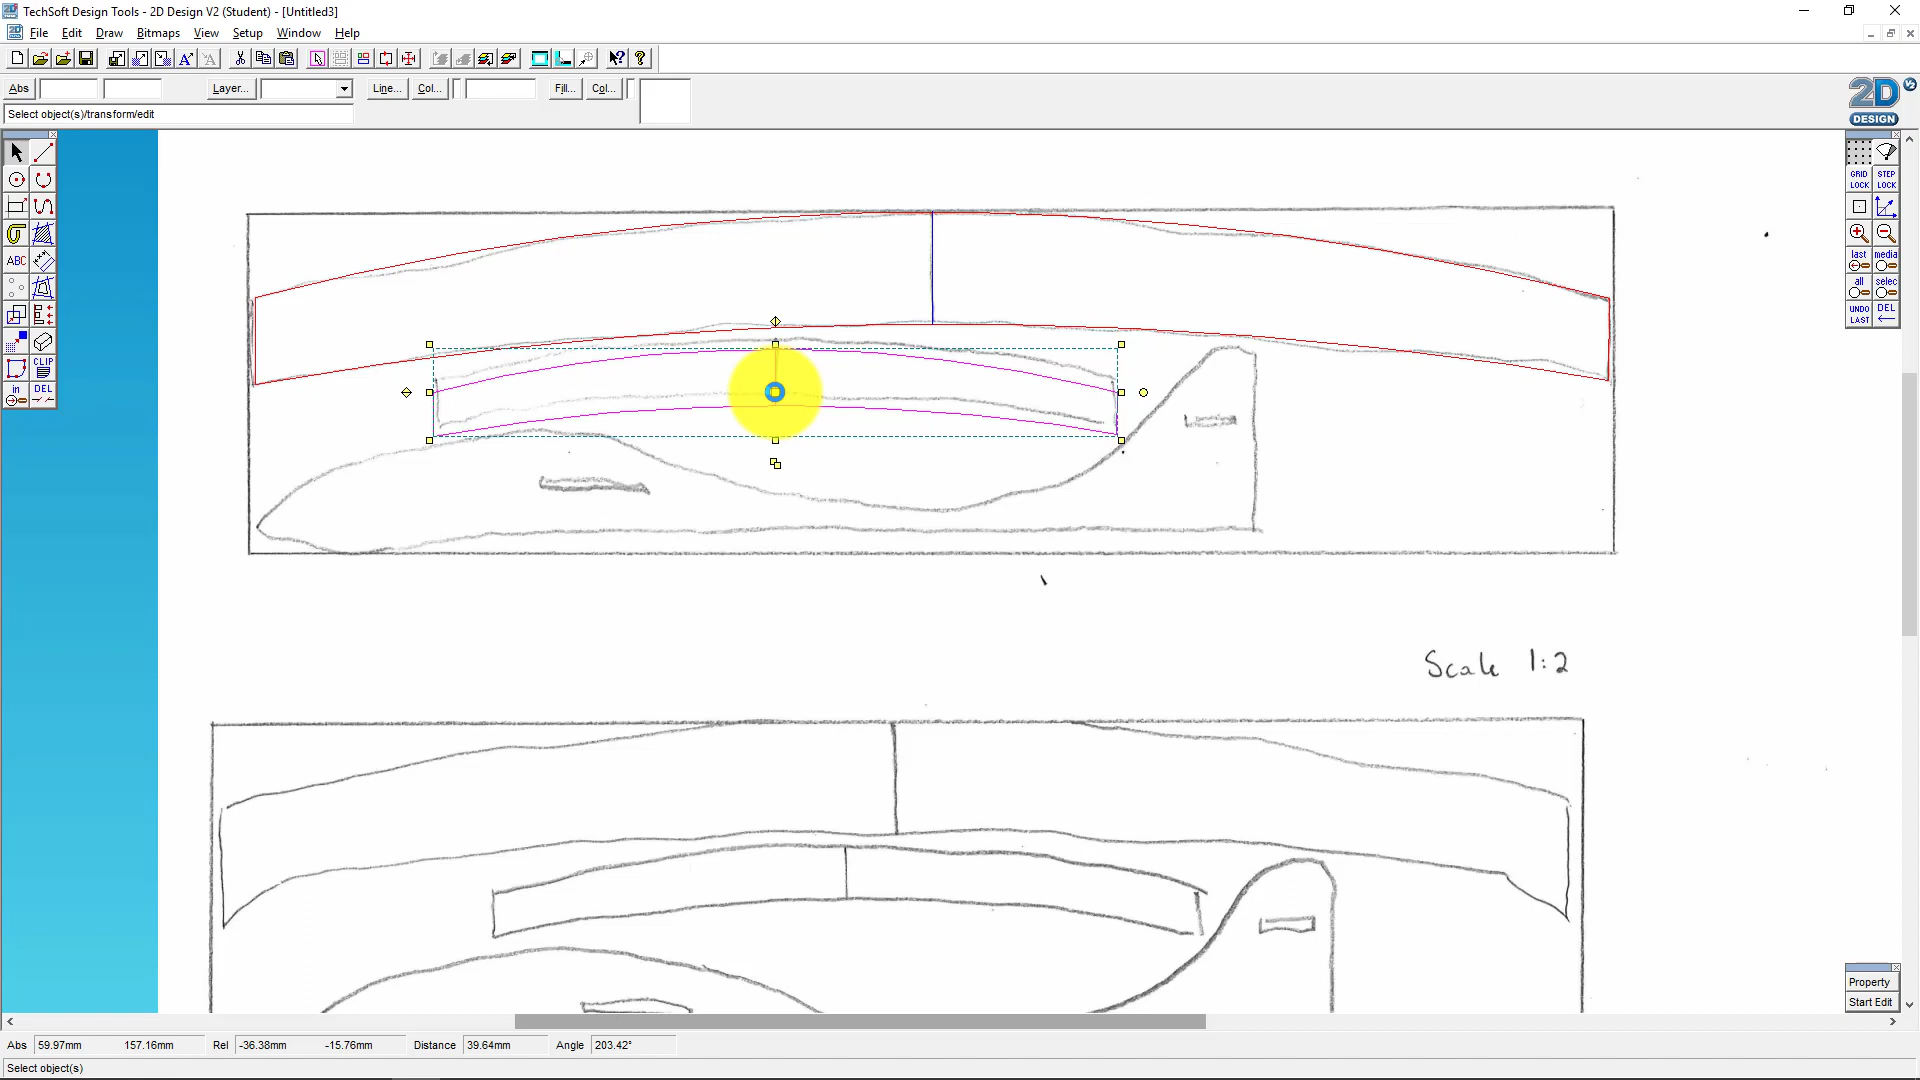 TechSoft Design Tools - 2D Design V2 (Student) - [Untitled3]
File Edit Draw Bitmaps View Setup Window Help
Abs Layer... Line... Col... Fill... Col...
Select object(s)/transform/edit
2D V2
DESIGN
ABC
CLIP
in DEL
GRID LOCK STEP LOCK
last media
all selec
UNDO LAST DEL
Scale 1:2
Property
Start Edit
Abs 59.97mm 157.16mm Rel -36.38mm -15.76mm Distance 39.64mm Angle 203.42°
Select object(s)